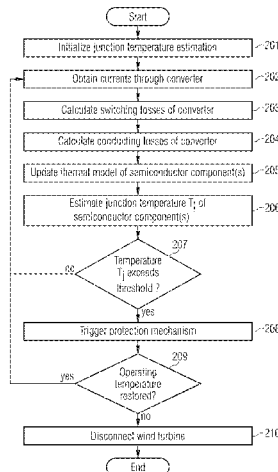 Start
Initialize junction temperature estimation
201
Obtain currents through converter
202
Calculate switching losses of converter
203
Calculate conducting losses of converter
204
Update thermal model of semiconductor component(s)
205
Estimate junction temperature Tj of
semiconductor component(s)
206
207
Temperature
Tj exceeds
threshold ?
no
yes
Trigger protection mechanism
208
209
Operating
temperature
restored?
yes
no
Disconnect wind turbine
210
End